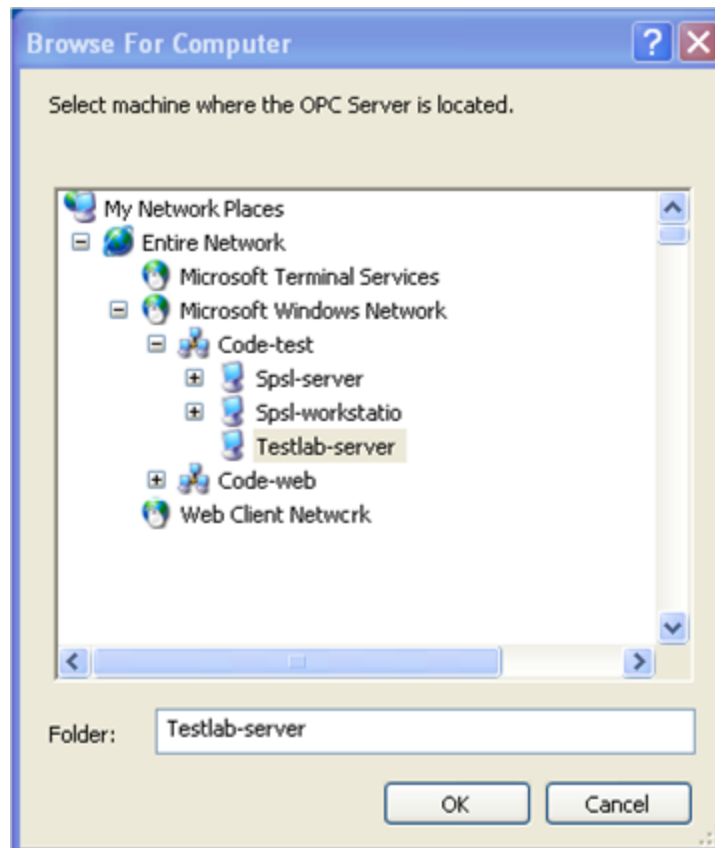 Browse For Computer
Select machine where the OPC Server is located.
My Network Places
Entire Network
Microsoft Terminal Services
Microsoft Windows Network
Code-test
Spsl-server
Spsl-workstatio
Testlab-server
Code-web
Web Client Netwcrk
Folder: Testlab-server
OK Cancel